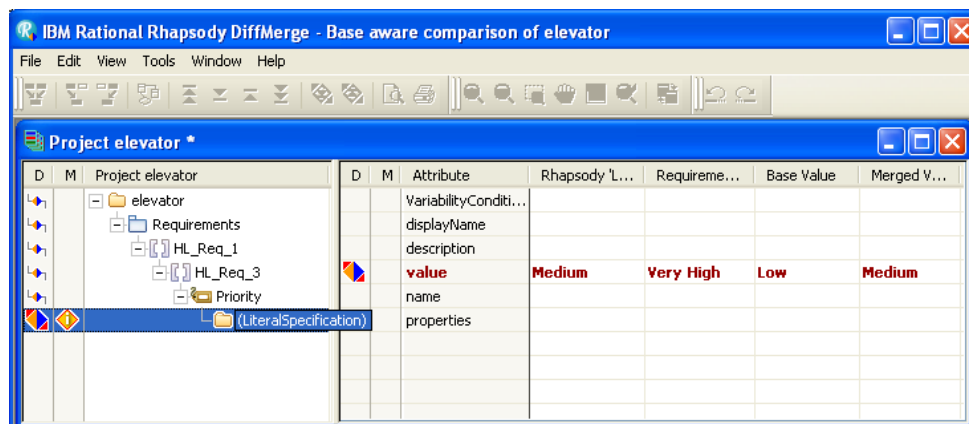 IBM Rational Rhapsody DiffMerge - Base aware comparison of elevator
File Edit View Tools Window Help
Project elevator *
D M Project elevator D M Attribute Rhapsody 'L... Requireme... Base Value Merged V...
elevator VariabilityConditi...
Requirements displayName
HL_Req_1 description
HL_Req_3 value Medium Very High Low Medium
Priority name
(LiteralSpecification) properties